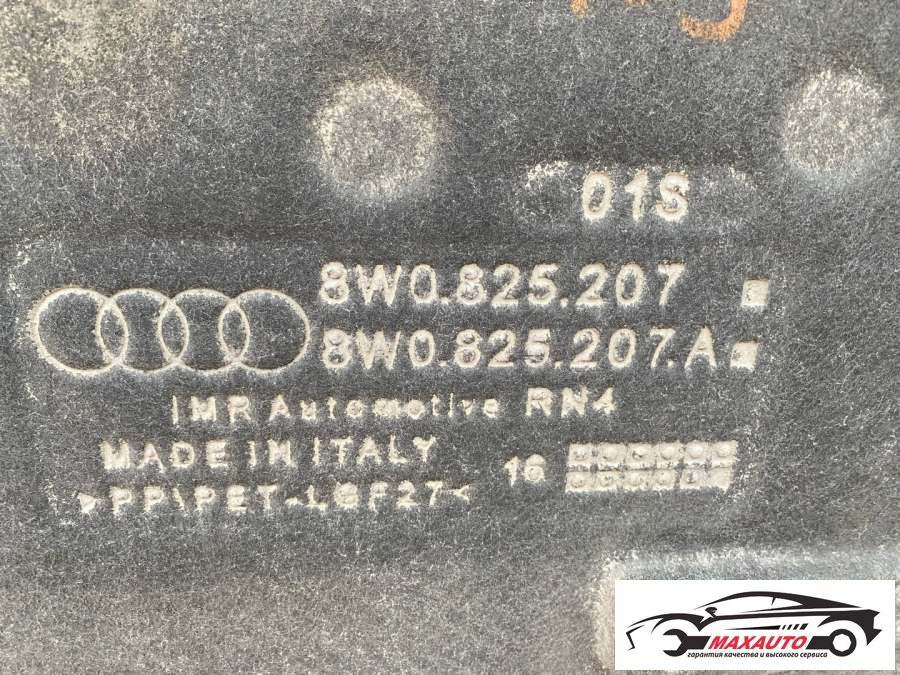 01S
8W0.825.207
8W0.825.207.A
IMR Automotive RN4
MADE IN ITALY
16
>PP\PET-LGF27<
MAXAUTO
гарантия качества и высокого сервиса